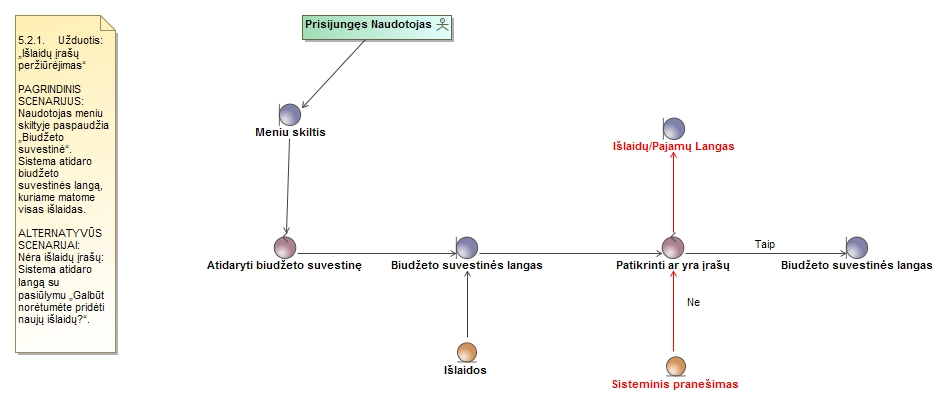 5.2.1. Užduotis:
„Išlaidų įrašų
peržiūrėjimas“
PAGRINDINIS
SCENARIJUS:
Naudotojas meniu
skiltyje paspaudžia
„Biudžeto
suvestinė“.
Sistema atidaro
biudžeto
suvestinės langą,
kuriame matome
visas išlaidas.
ALTERNATYVŪS
SCENARIJAI:
Nėra išlaidų įrašų:
Sistema atidaro
langą su
pasiūlymu „Galbūt
norėtumėte pridėti
naujų išlaidų?“.
Prisijungęs Naudotojas
Meniu skiltis
Išlaidų/Pajamų Langas
Atidaryti biudžeto suvestinę
Biudžeto suvestinės langas
Patikrinti ar yra įrašų
Taip
Biudžeto suvestinės langas
Ne
Išlaidos
Sisteminis pranešimas